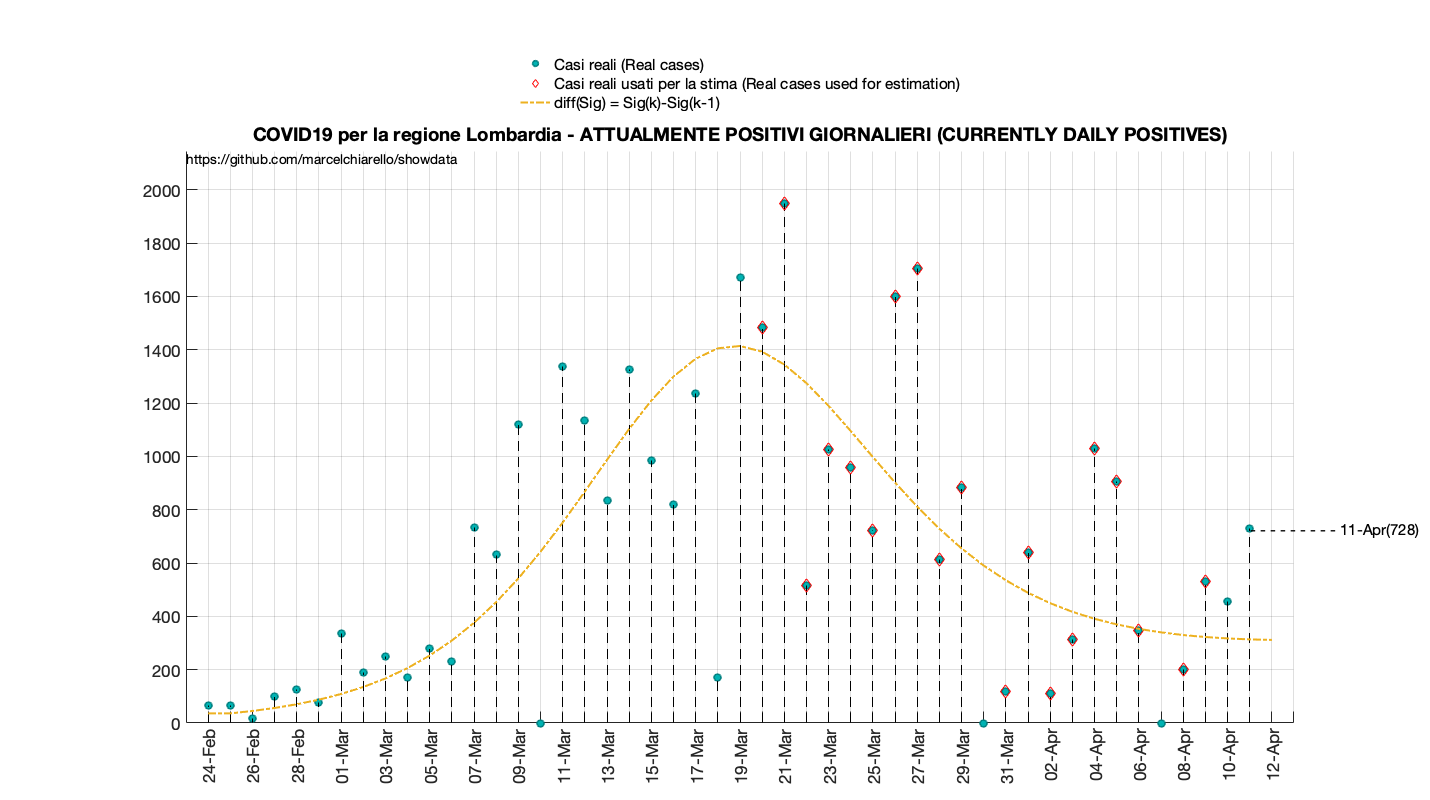 Casi reali (Real cases)
Casi reali usati per la stima (Real cases used for estimation)
diff(Sig) = Sig(k)-Sig(k-1)
COVID19 per la regione Lombardia - ATTUALMENTE POSITIVI GIORNALIERI (CURRENTLY DAILY POSITIVES)
https://github.com/marcelchiarello/showdata
2000
1800
1600
1400
1200
1000
800
600
400
200
0
11-Apr(728)
24-Feb
26-Feb
28-Feb
01-Mar
03-Mar
05-Mar
07-Mar
09-Mar
11-Mar
13-Mar
15-Mar
17-Mar
19-Mar
21-Mar
23-Mar
25-Mar
27-Mar
29-Mar
31-Mar
02-Apr
04-Apr
06-Apr
08-Apr
10-Apr
12-Apr